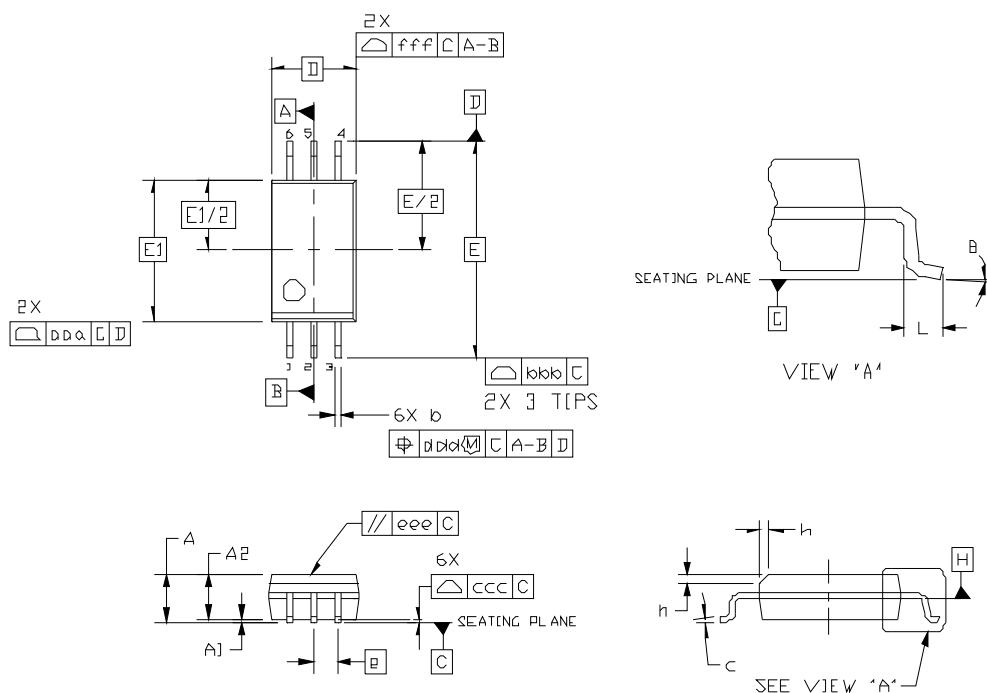 2X
fff C A-B
D
A
D
6 5 4
E1/2
E/2
E1
E
2X
C D
1 2 3
B
bbb C
2X 3 TIPS
6X b
ddd M C A-B D
B
SEATING PLANE
C
L
VIEW "A"
// eee C
A
A2
6X
ccc C
SEATING PLANE
A1
e
C
h
H
h
c
SEE VIEW "A"